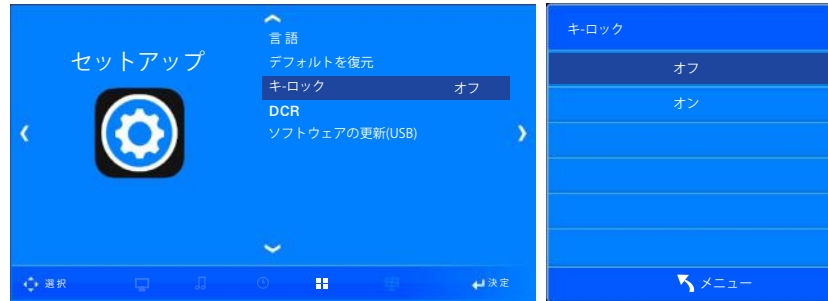 セットアップ
言語
デフォルトを復元
キ-ロック オフ
DCR
ソフトウェアの更新(USB)
選択
決定
キ-ロック
オフ
オン
メニュー